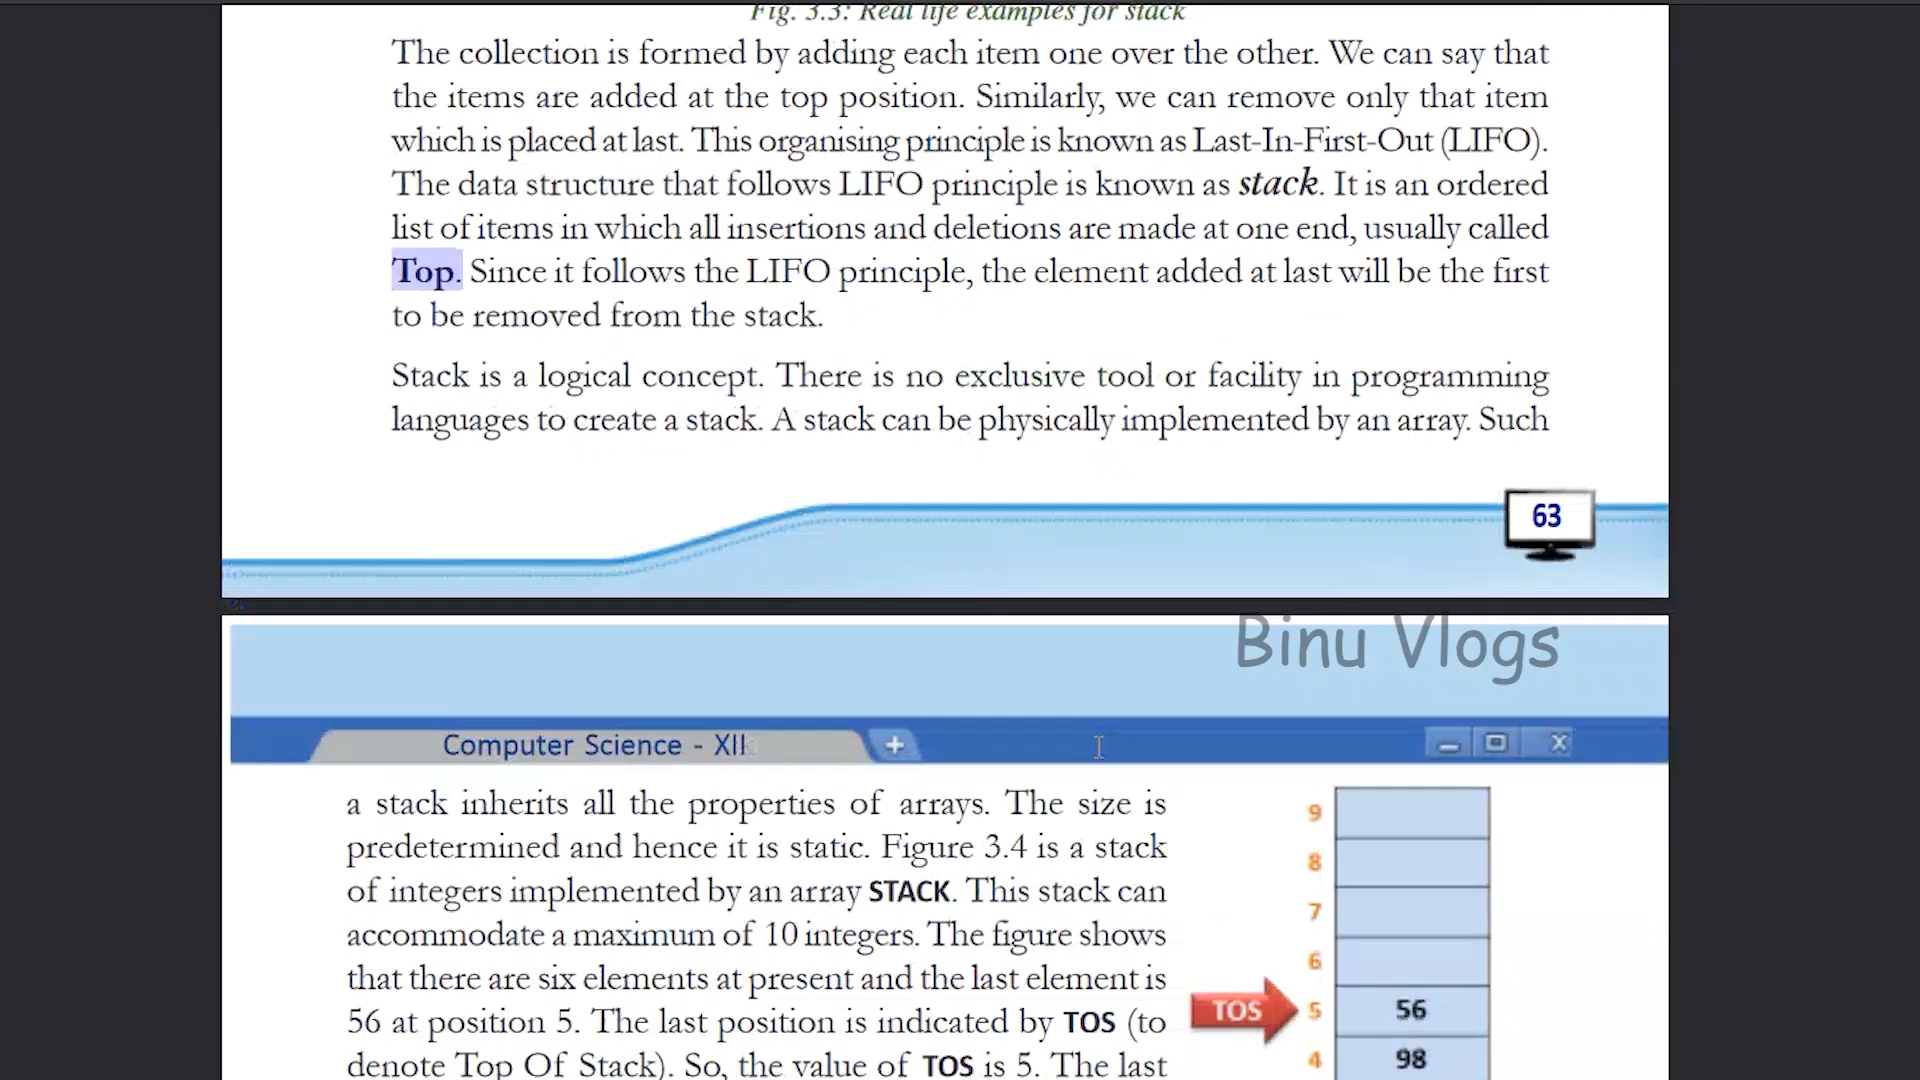 Fig. 3.3: Real life examples for stack
The collection is formed by adding each item one over the other. We can say that
the items are added at the top position. Similarly, we can remove only that item
which is placed at last. This organising principle is known as Last-In-First-Out (LIFO).
The data structure that follows LIFO principle is known as stack. It is an ordered
list of items in which all insertions and deletions are made at one end, usually called
Top. Since it follows the LIFO principle, the element added at last will be the first
to be removed from the stack.
Stack is a logical concept. There is no exclusive tool or facility in programming
languages to create a stack. A stack can be physically implemented by an array. Such
63
Binu Vlogs
Computer Science - XII
a stack inherits all the properties of arrays. The size is
predetermined and hence it is static. Figure 3.4 is a stack
of integers implemented by an array STACK. This stack can
accommodate a maximum of 10 integers. The figure shows
that there are six elements at present and the last element is
56 at position 5. The last position is indicated by TOS (to
denote Top Of Stack). So, the value of TOS is 5. The last
9
8
7
6
TOS 5 56
4 98